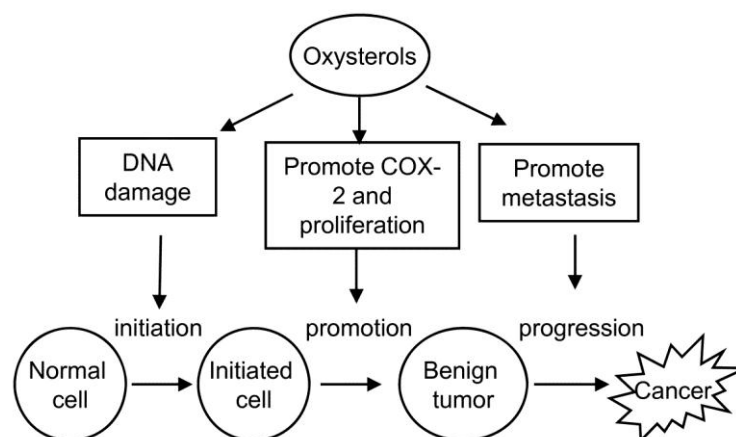 Oxysterols
DNA
damage
Promote COX-
2 and
proliferation
Promote
metastasis
initiation
promotion
progression
Normal
cell
Initiated
cell
Benign
tumor
Cancer